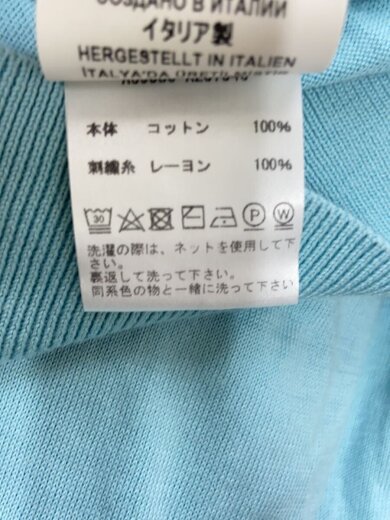 СОЗДАНО В ИТАЛИИ
イタリア製
HERGESTELLT IN ITALIEN
本体 コットン 100%
刺繍糸 レーヨン 100%
30 P W
洗濯の際は、ネットを使用して下
さい。
裏返して洗って下さい。
同系色の物と一緒に洗って下さい